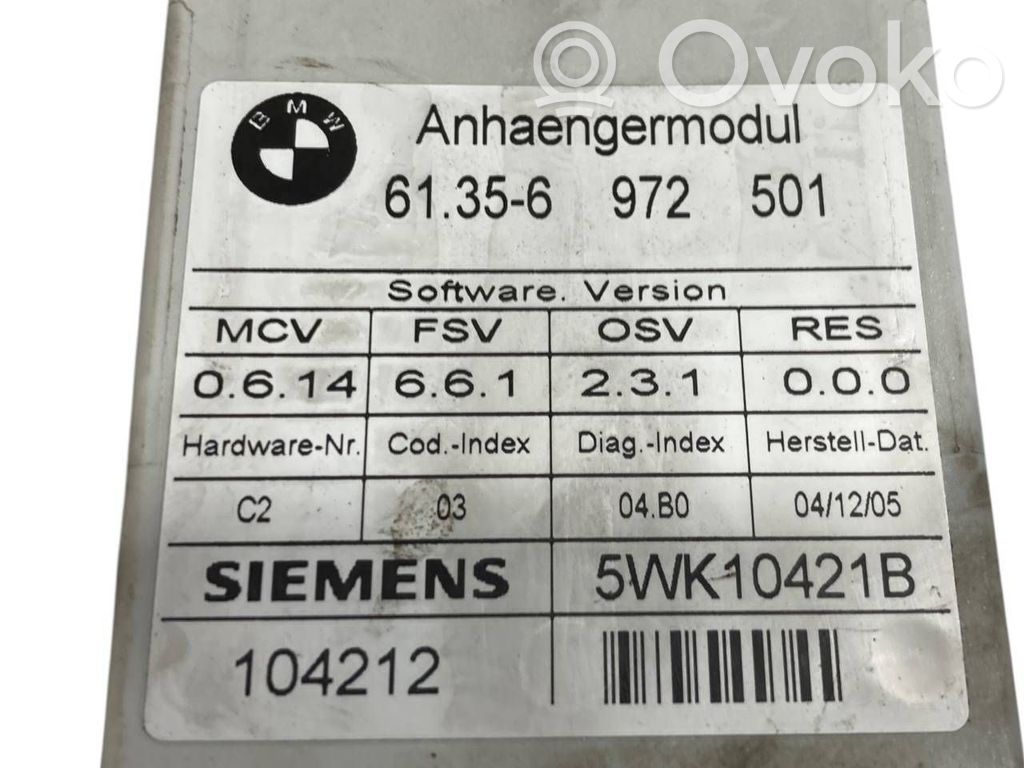 Ovoko
BMW
Anhaengermodul
61.35-6 972 501
Software. Version
MCV FSV OSV RES
0.6.14 6.6.1 2.3.1 0.0.0
Hardware-Nr. Cod.-Index Diag.-Index Herstell-Dat.
C2 03 04.B0 04/12/05
SIEMENS 5WK10421B
104212